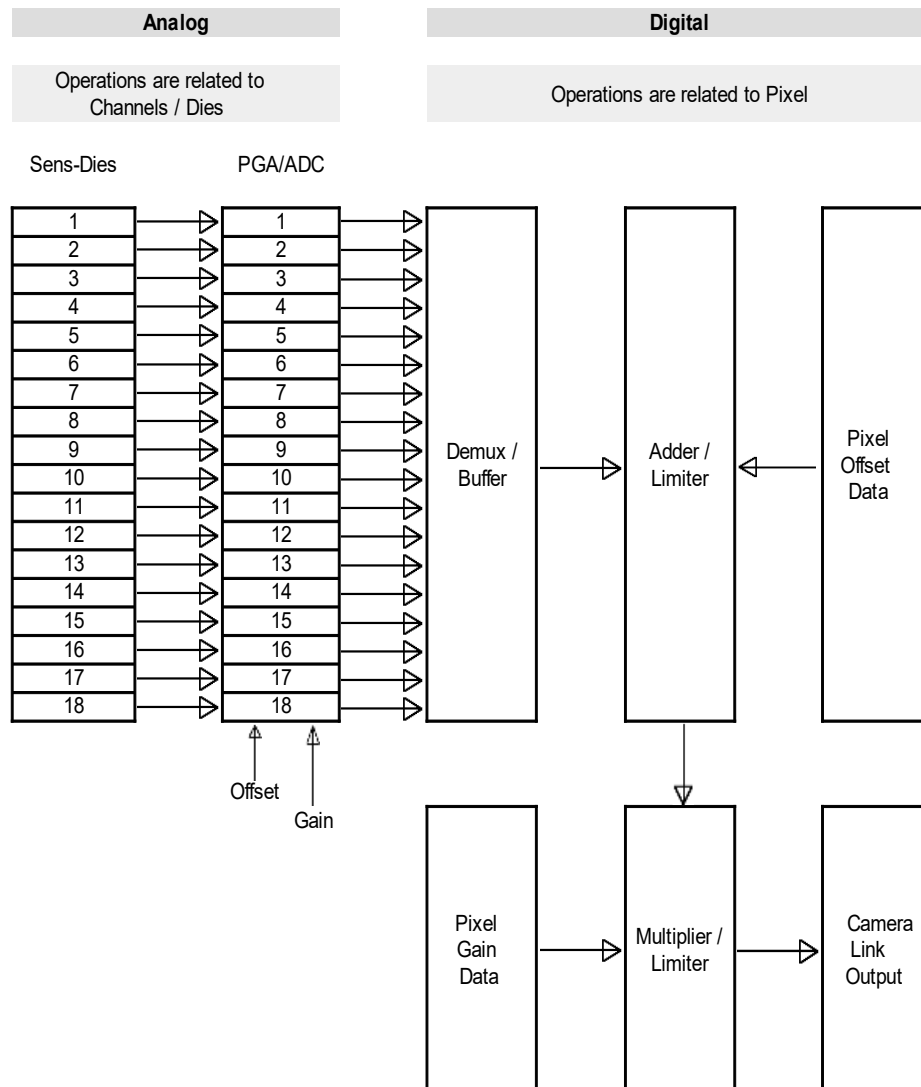 Analog
Digital
Operations are related to
Channels / Dies
Operations are related to Pixel
Sens-Dies
PGA/ADC
1
1
2
2
3
3
4
4
5
5
6
6
7
7
8
8
9
9
10
10
11
11
12
12
13
13
14
14
15
15
16
16
17
17
18
18
Demux /
Buffer
Adder /
Limiter
Pixel
Offset
Data
Offset
Gain
Pixel
Gain
Data
Multiplier /
Limiter
Camera
Link
Output